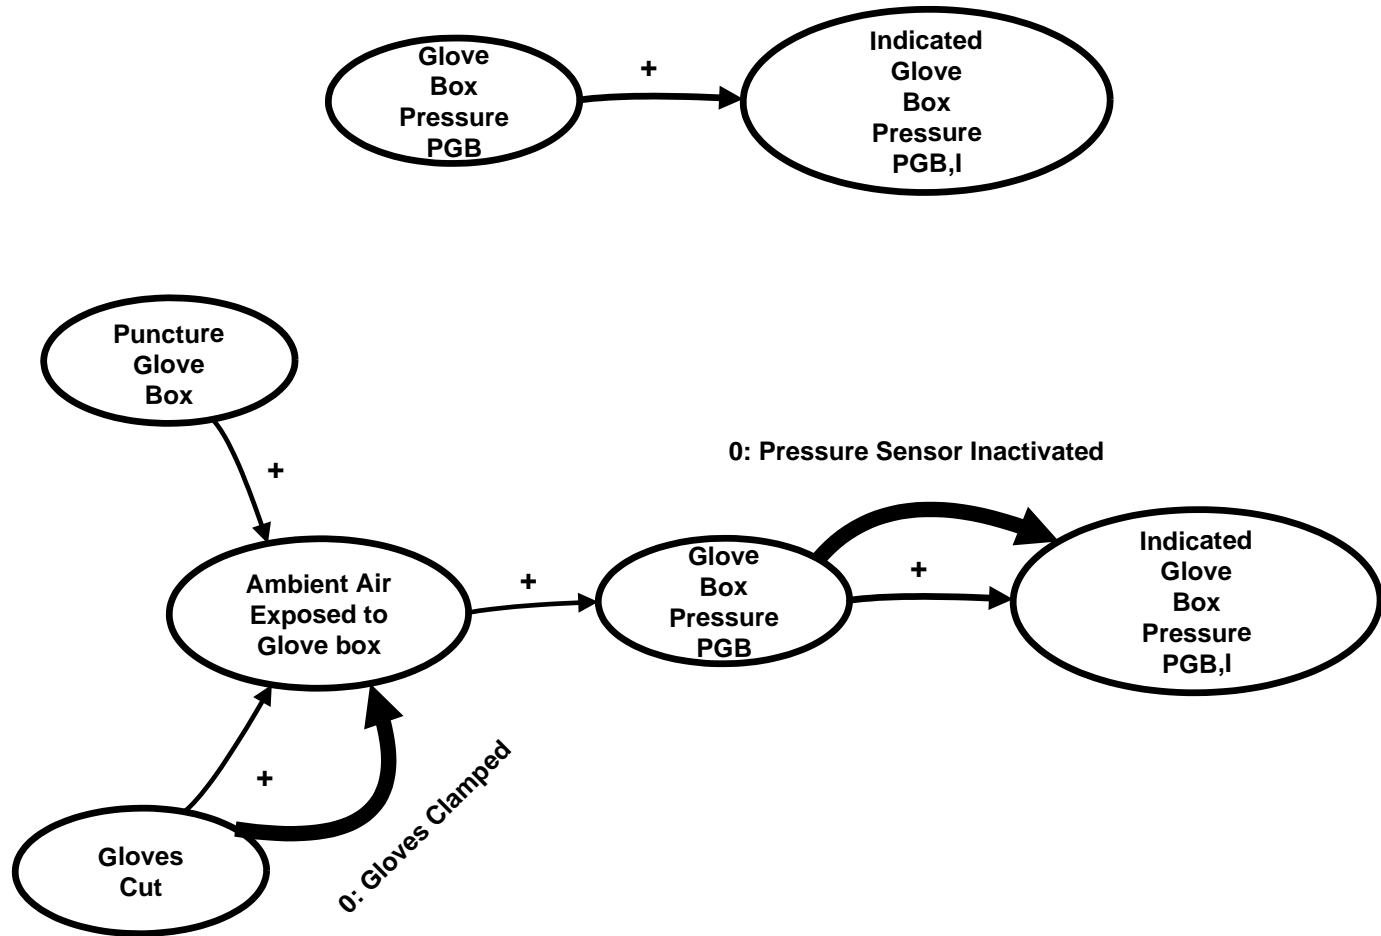 Glove
Box
Pressure
PGB
+
Indicated
Glove
Box
Pressure
PGB,I
Puncture
Glove
Box
+
0: Pressure Sensor Inactivated
Ambient Air
Exposed to
Glove box
+
Glove
Box
Pressure
PGB
+
Indicated
Glove
Box
Pressure
PGB,I
+
0: Gloves Clamped
Gloves
Cut